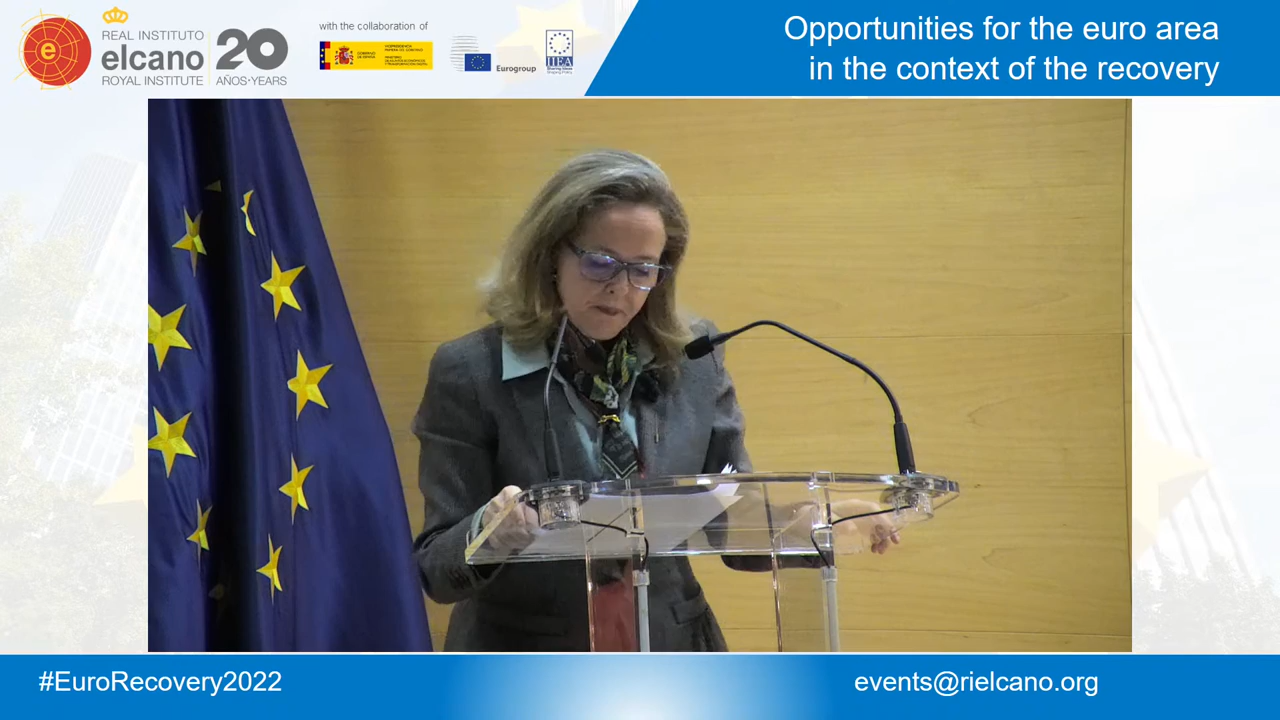 REAL INSTITUTO
elcano
ROYAL INSTITUTE
20
AÑOS·YEARS
with the collaboration of
Eurogroup
IIEA
Opportunities for the euro area
in the context of the recovery
#EuroRecovery2022
events@rielcano.org